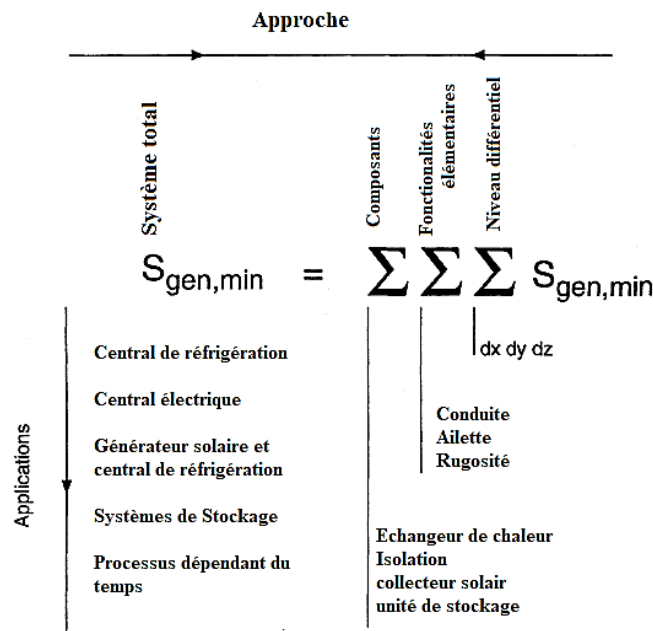 Approche
Système total
Composants
Fonctionalités
élémentaires
Niveau différentiel
S_gen,min = Σ Σ Σ S_gen,min
dx dy dz
Applications
Central de réfrigération
Central électrique
Générateur solaire et
central de réfrigération
Systèmes de Stockage
Processus dépendant du
temps
Conduite
Ailette
Rugosité
Echangeur de chaleur
Isolation
collecteur solair
unité de stockage